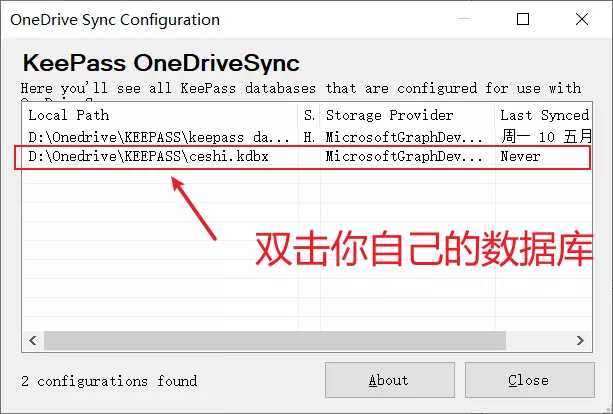 OneDrive Sync Configuration
KeePass OneDriveSync
Here you'll see all KeePass databases that are configured for use with
Local Path S. Storage Provider Last Synced
D:\Onedrive\KEEPASS\keepass da... H. MicrosoftGraphDev... 周一 10 五月
D:\Onedrive\KEEPASS\ceshi.kdbx MicrosoftGraphDev... Never
双击你自己的数据库
2 configurations found About Close